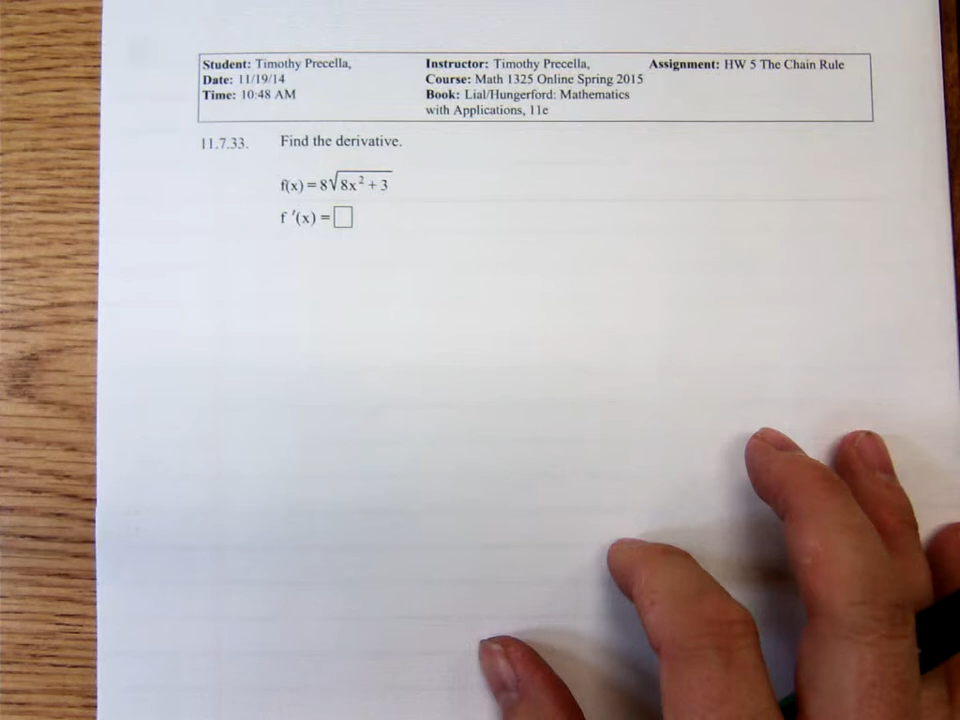 Student: Timothy Precella, Instructor: Timothy Precella, Assignment: HW 5 The Chain Rule
Date: 11/19/14 Course: Math 1325 Online Spring 2015
Time: 10:48 AM Book: Lial/Hungerford: Mathematics
with Applications, 11e
11.7.33. Find the derivative.
f(x) = 8√8x² + 3
f ′(x) =